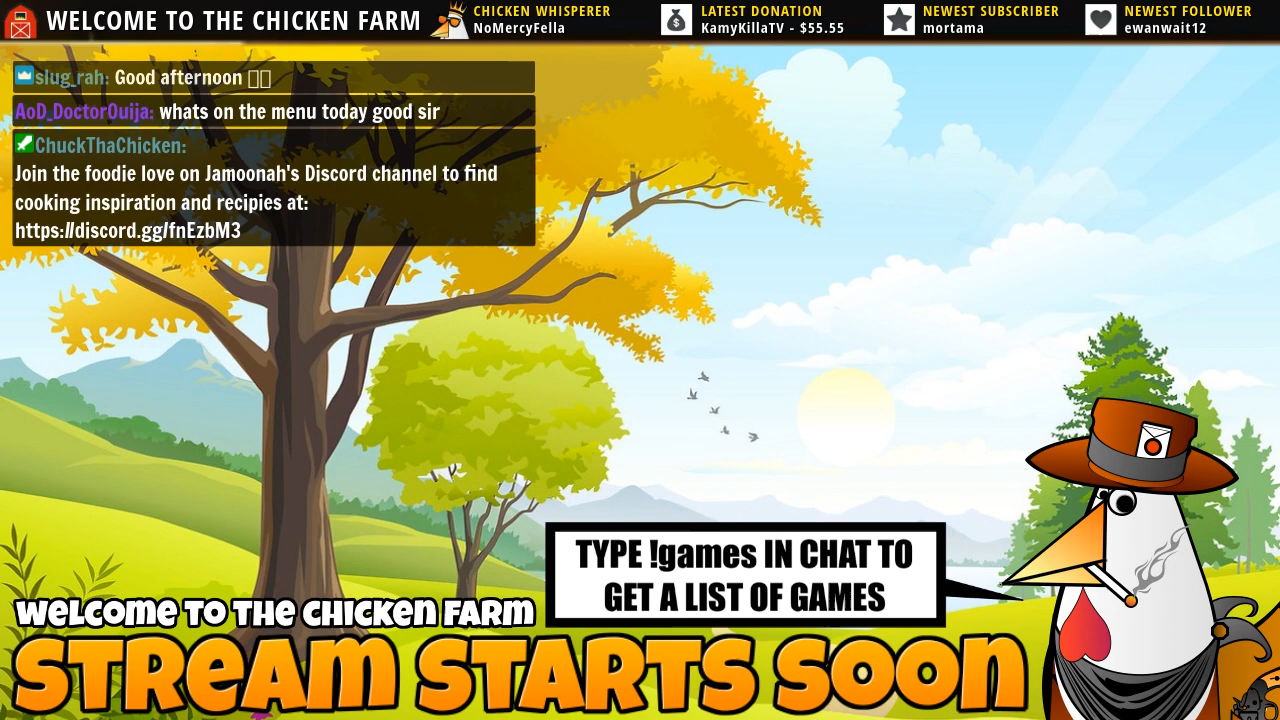 WELCOME TO THE CHICKEN FARM
CHICKEN WHISPERER
NoMercyFella
LATEST DONATION
KamyKillaTV - $55.55
NEWEST SUBSCRIBER
mortama
NEWEST FOLLOWER
ewanwait12
slug_rah: Good afternoon
AoD_DoctorOuija: whats on the menu today good sir
ChuckThaChicken:
Join the foodie love on Jamoonah's Discord channel to find
cooking inspiration and recipies at:
https://discord.gg/fnEzbM3
TYPE !games IN CHAT TO
GET A LIST OF GAMES
WELCOME TO THE CHICKEN FARM
STREAM STARTS SOON